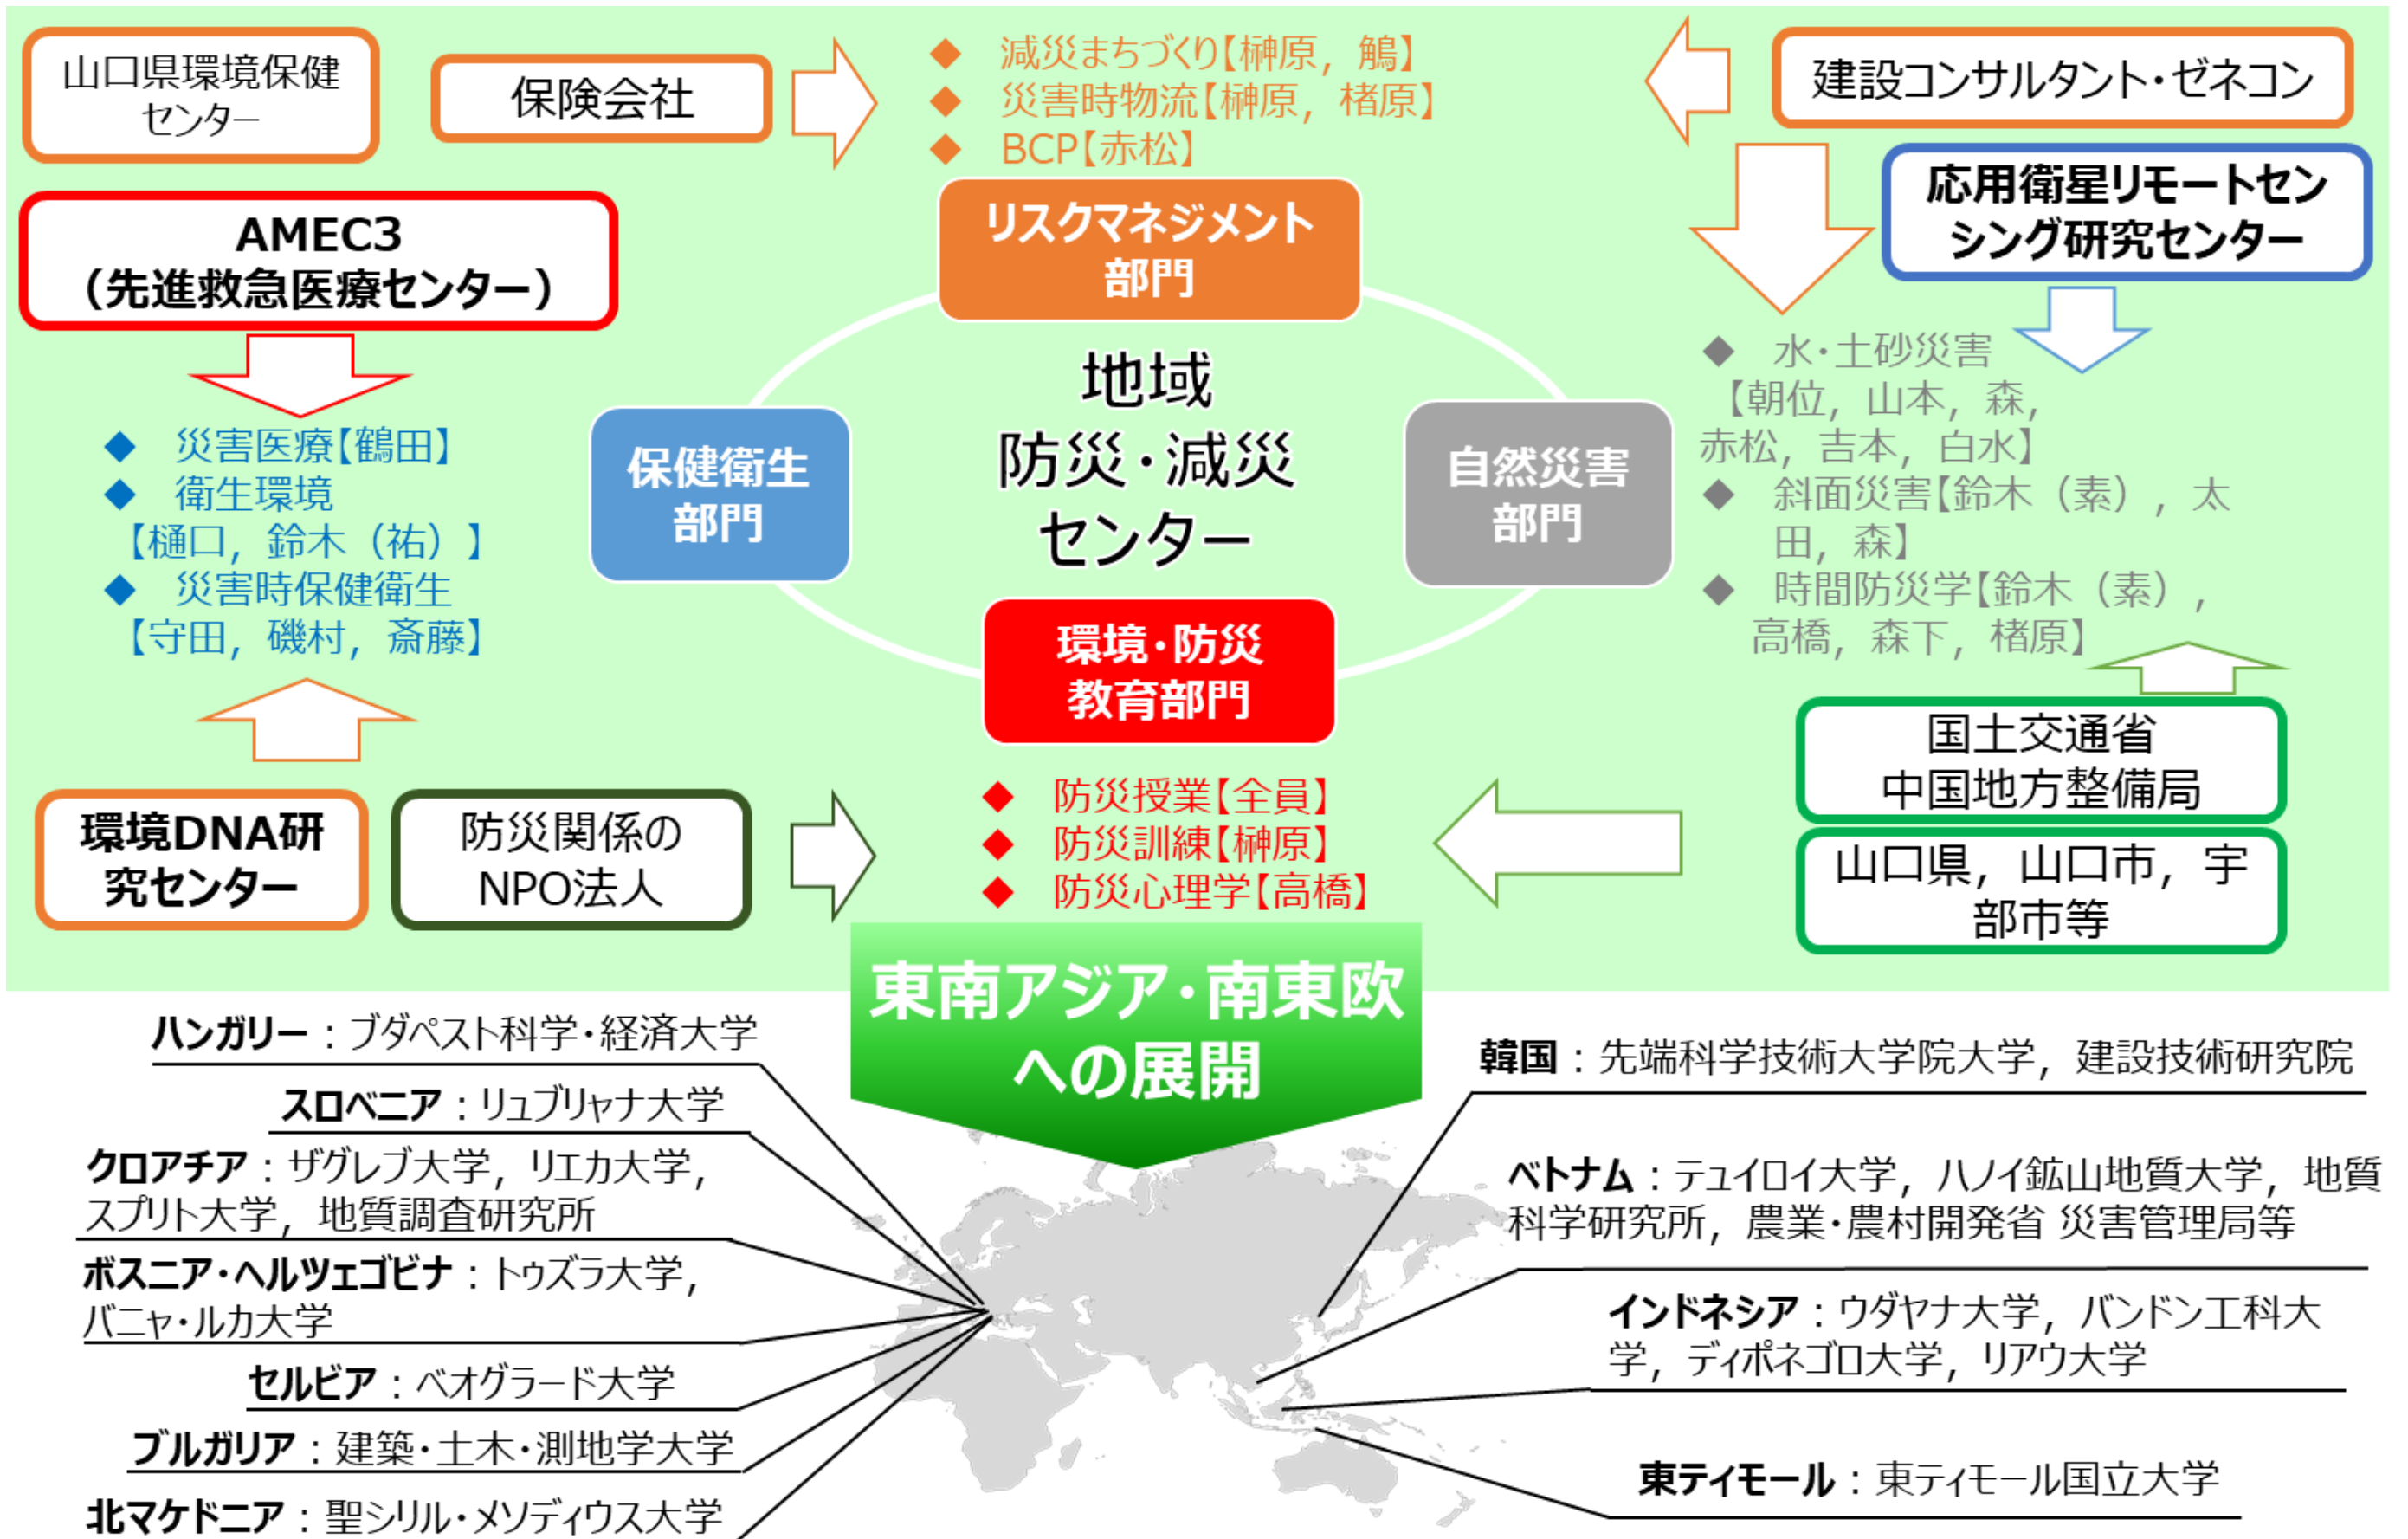 山口県環境保健
センター
保険会社
◆ 減災まちづくり【榊原，鵤】
◆ 災害時物流【榊原，楮原】
◆ BCP【赤松】
建設コンサルタント・ゼネコン
AMEC3
（先進救急医療センター）
リスクマネジメント
部門
応用衛星リモートセン
シング研究センター
地域
防災・減災
センター
保健衛生
部門
自然災害
部門
環境・防災
教育部門
◆ 災害医療【鶴田】
◆ 衛生環境
【樋口，鈴木（祐）】
◆ 災害時保健衛生
【守田，磯村，斎藤】
◆ 水・土砂災害
【朝位，山本，森，
赤松，吉本，白水】
◆ 斜面災害【鈴木（素），太
田，森】
◆ 時間防災学【鈴木（素），
高橋，森下，楮原】
環境DNA研
究センター
防災関係の
NPO法人
◆ 防災授業【全員】
◆ 防災訓練【榊原】
◆ 防災心理学【高橋】
国土交通省
中国地方整備局
山口県，山口市，宇
部市等
東南アジア・南東欧
への展開
ハンガリー：ブダペスト科学・経済大学
スロベニア：リュブリャナ大学
クロアチア：ザグレブ大学，リエカ大学，
スプリト大学，地質調査研究所
ボスニア・ヘルツェゴビナ：トゥズラ大学，
バニャ・ルカ大学
セルビア：ベオグラード大学
ブルガリア：建築・土木・測地学大学
北マケドニア：聖シリル・メソディウス大学
韓国：先端科学技術大学院大学，建設技術研究院
ベトナム：テュイロイ大学，ハノイ鉱山地質大学，地質
科学研究所，農業・農村開発省 災害管理局等
インドネシア：ウダヤナ大学，バンドン工科大
学，ディポネゴロ大学，リアウ大学
東ティモール：東ティモール国立大学